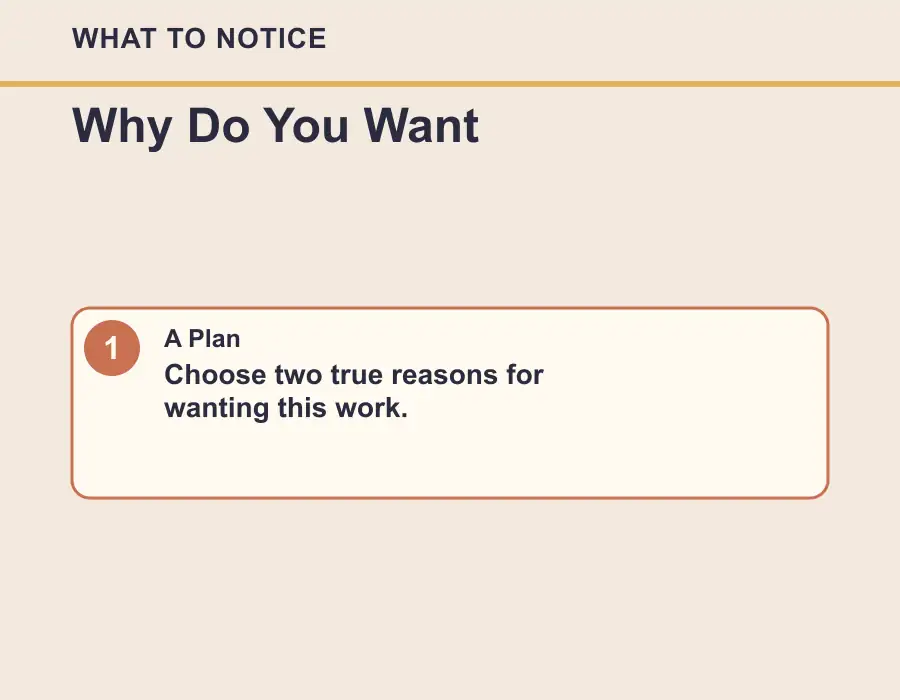 WHAT TO NOTICE
Why Do You Want
1
A Plan
Choose two true reasons for
wanting this work.